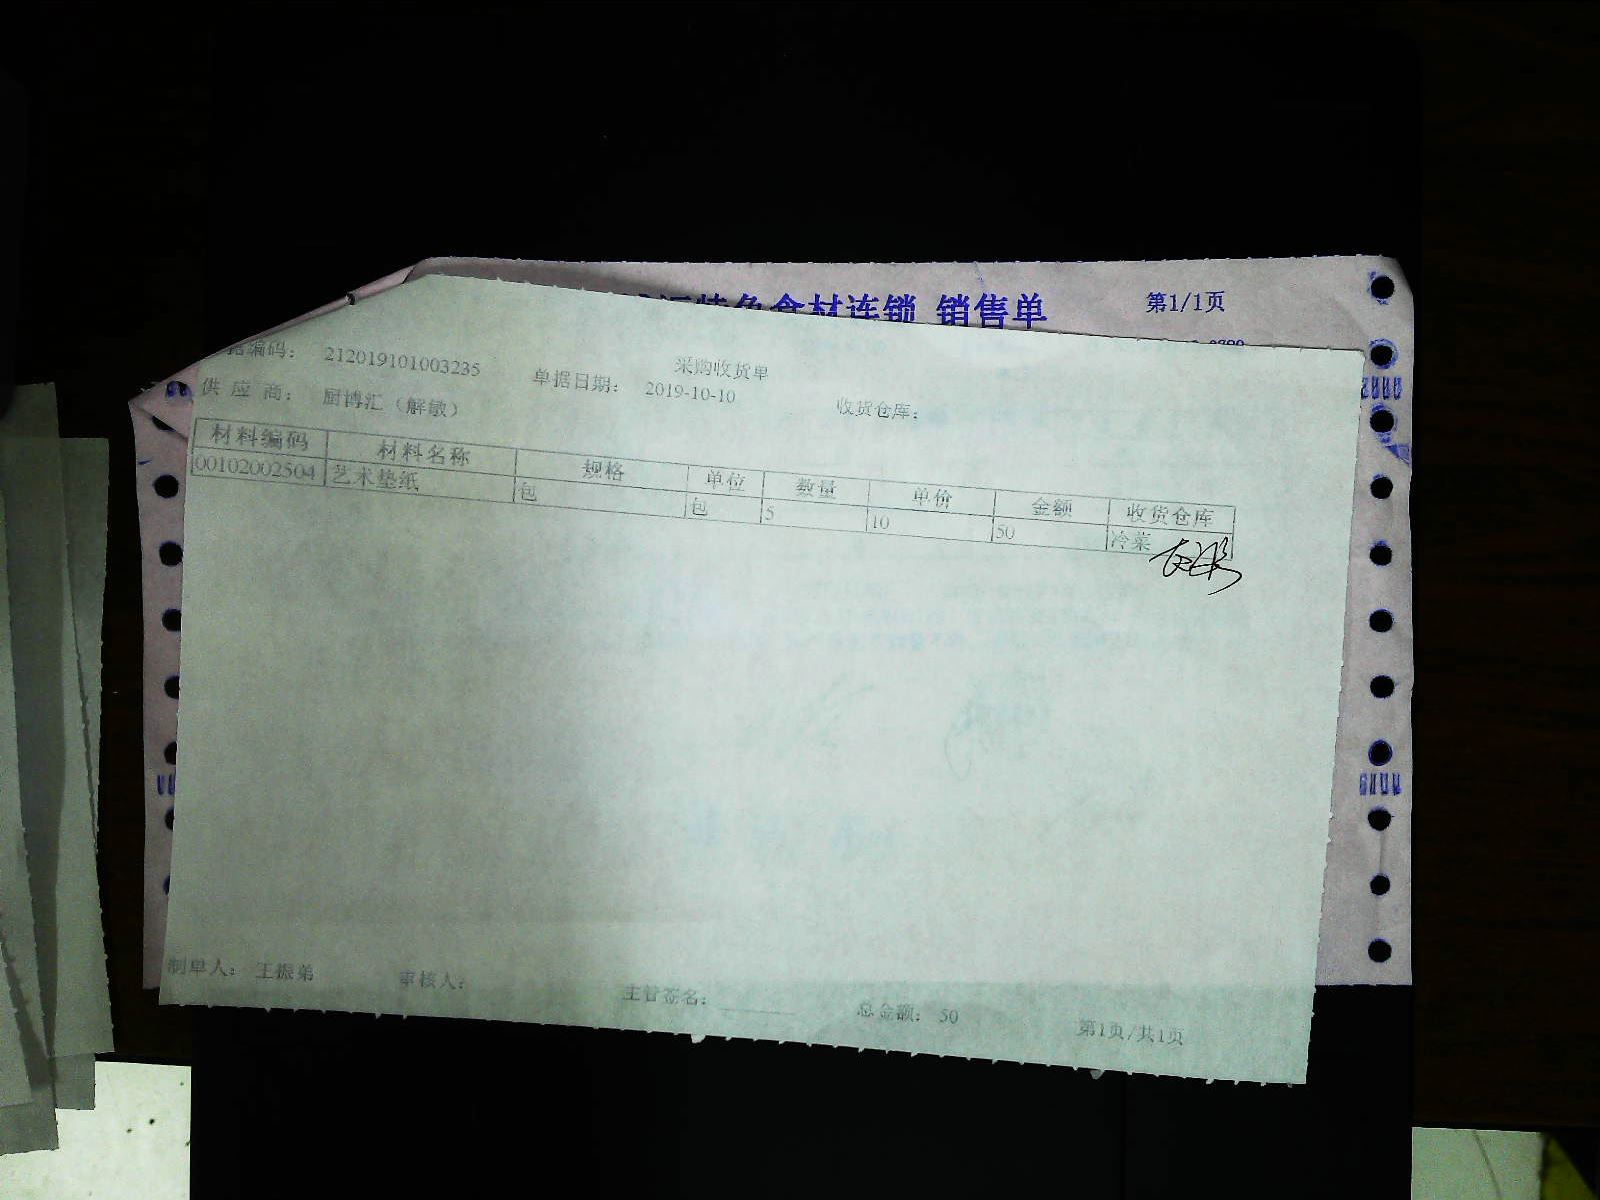 特色食材连锁 销售单 第1/1页
采购收货单
据编码： 212019101003235 单据日期： 2019-10-10 收货仓库：
供 应 商： 厨博汇（解敏）
材料编码 材料名称 规格 单位 数量 单价 金额 收货仓库
00102002504 艺术垫纸 包 包 5 10 50 冷菜
制单人： 王振弟 审核人： 主管签名： 总金额： 50 第1页/共1页